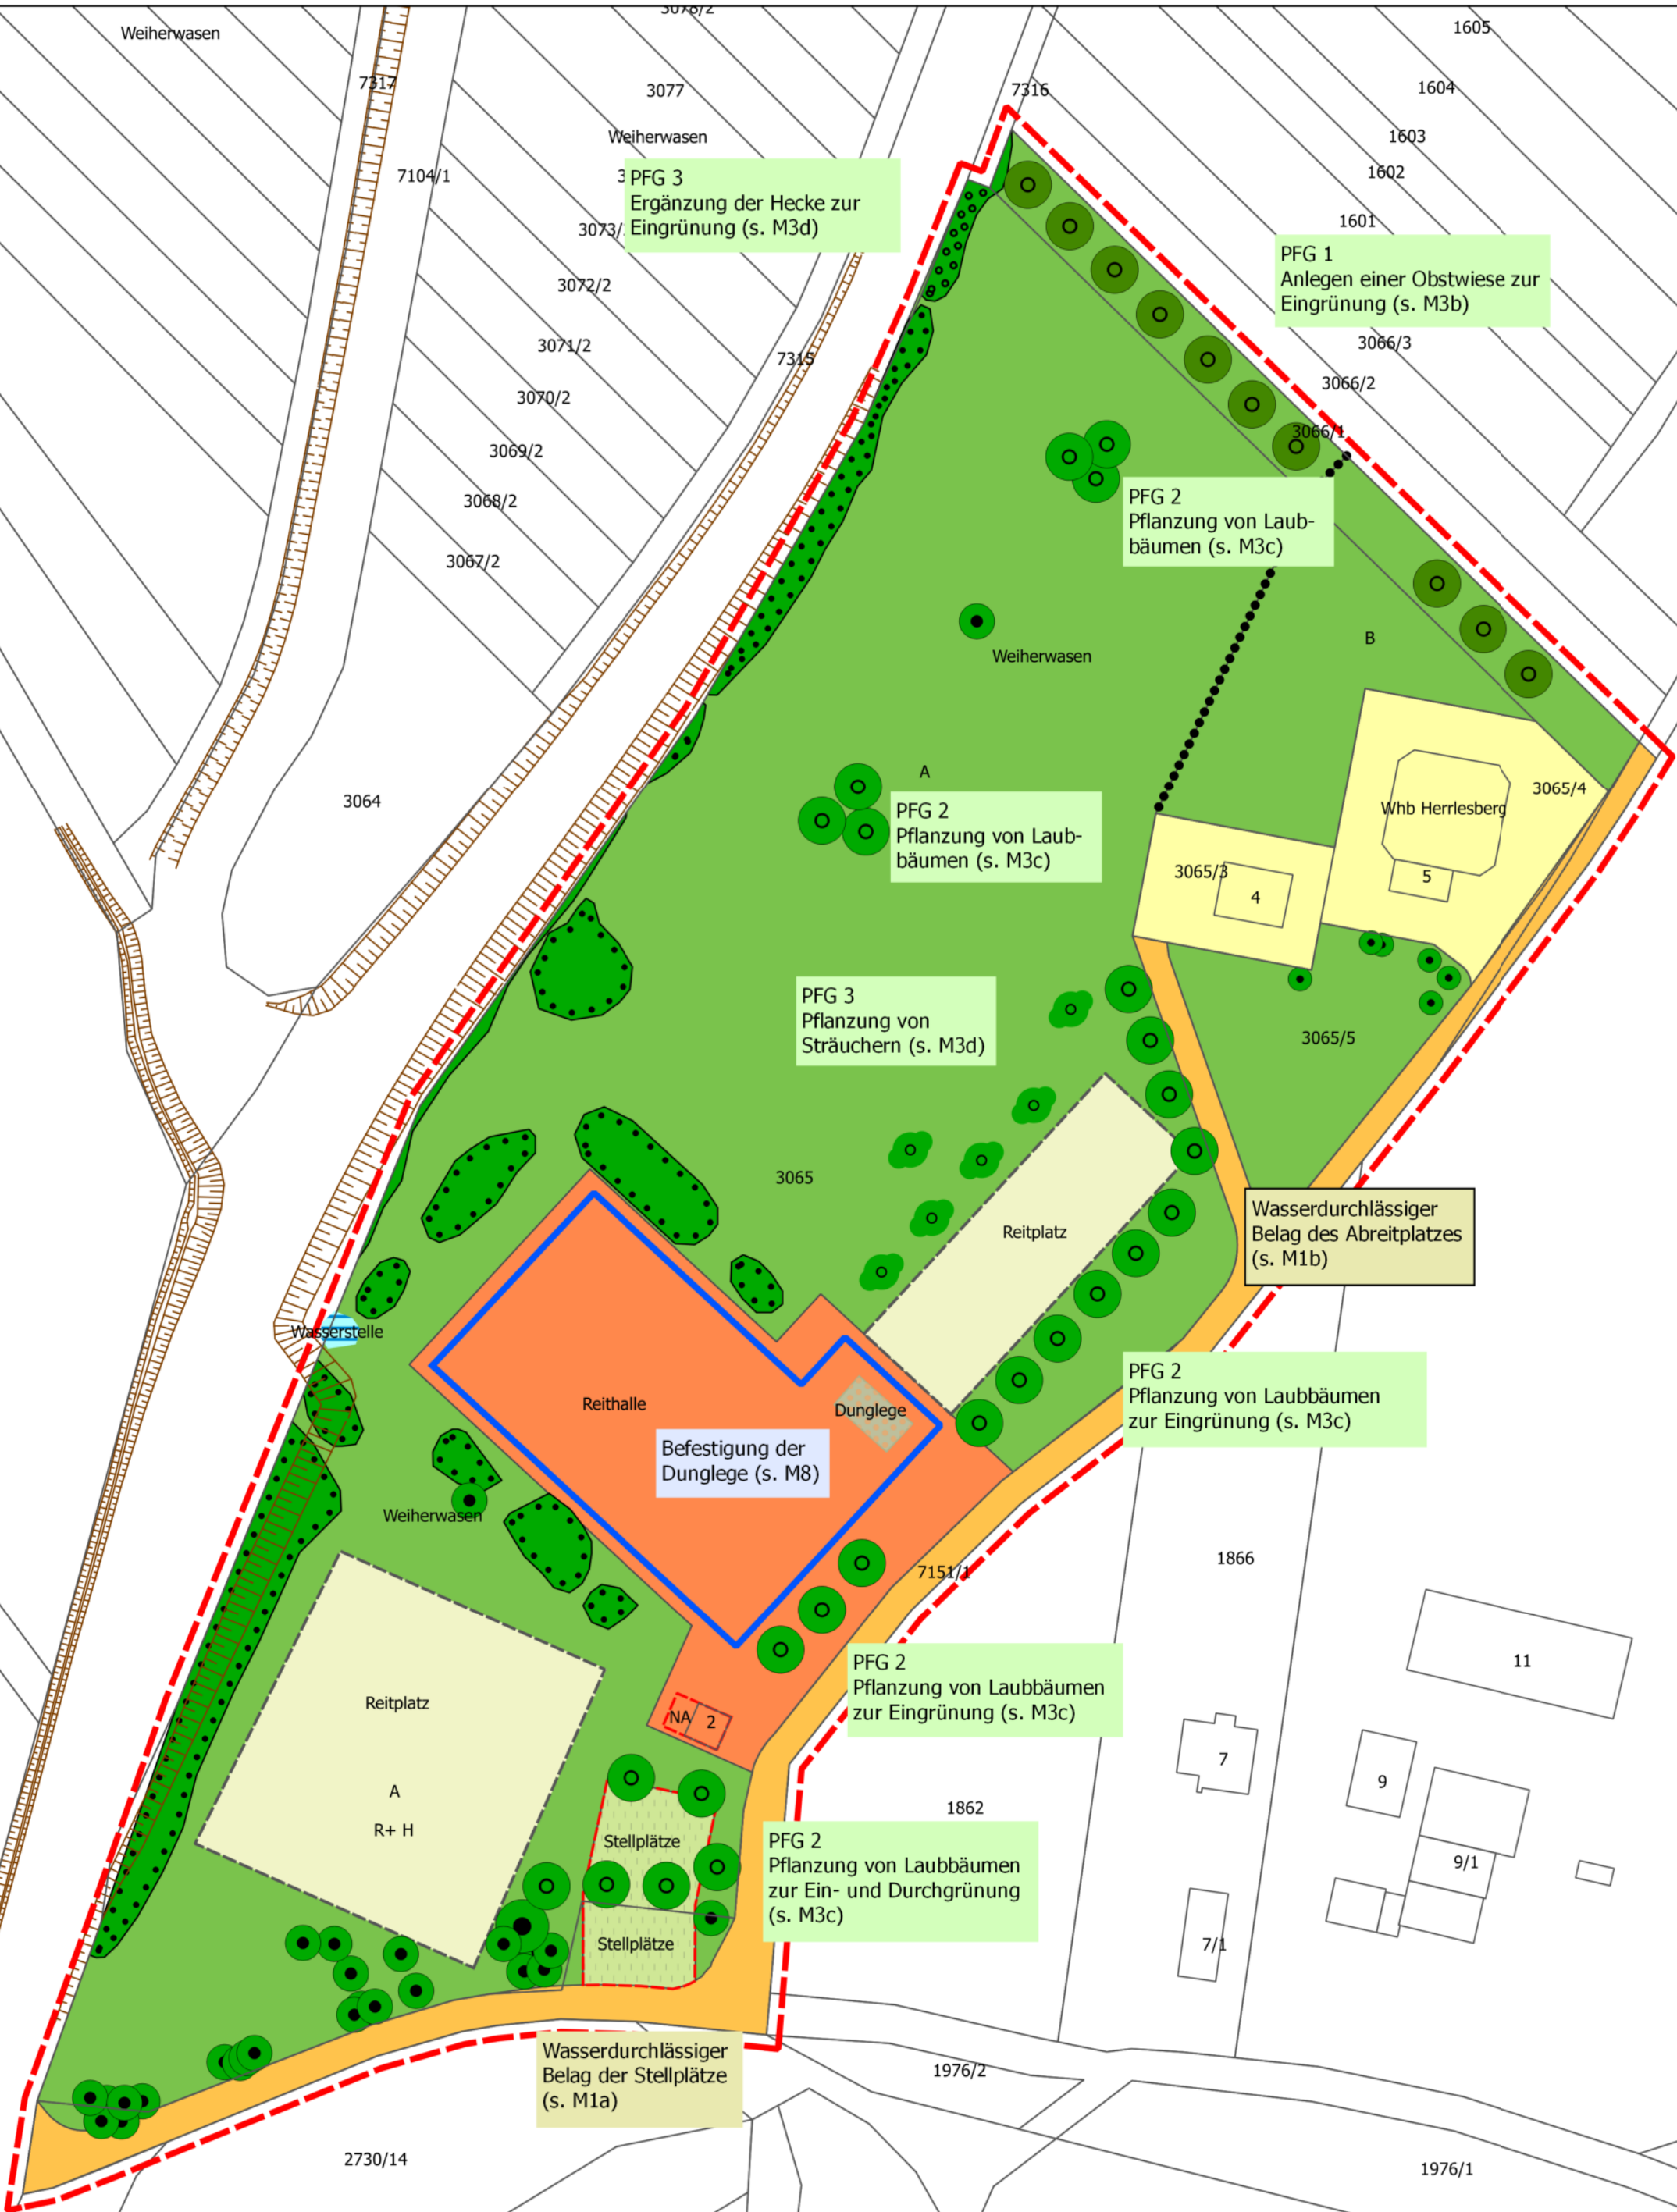 3078/2
Weiherwasen
1605
7317
3077
7316
1604
Weiherwasen
1603
1602
7104/1
PFG 3
Ergänzung der Hecke zur
Eingrünung (s. M3d)
3073/
1601
PFG 1
Anlegen einer Obstwiese zur
Eingrünung (s. M3b)
3072/2
3071/2
7315
3066/3
3066/2
3070/2
3066/1
3069/2
3068/2
PFG 2
Pflanzung von Laub-
bäumen (s. M3c)
3067/2
B
Weiherwasen
A
3064
3065/4
Whb Herrlesberg
PFG 2
Pflanzung von Laub-
bäumen (s. M3c)
3065/3
4
5
PFG 3
Pflanzung von
Sträuchern (s. M3d)
3065/5
3065
Reitplatz
Wasserdurchlässiger
Belag des Abreitplatzes
(s. M1b)
Wasserstelle
PFG 2
Pflanzung von Laubbäumen
zur Eingrünung (s. M3c)
Reithalle
Dunglege
Befestigung der
Dunglege (s. M8)
Weiherwasen
7151/1
1866
PFG 2
Pflanzung von Laubbäumen
zur Eingrünung (s. M3c)
11
Reitplatz
NA
2
7
9
A
R+ H
1862
Stellplätze
PFG 2
Pflanzung von Laubbäumen
zur Ein- und Durchgrünung
(s. M3c)
9/1
Stellplätze
7/1
Wasserdurchlässiger
Belag der Stellplätze
(s. M1a)
1976/2
2730/14
1976/1